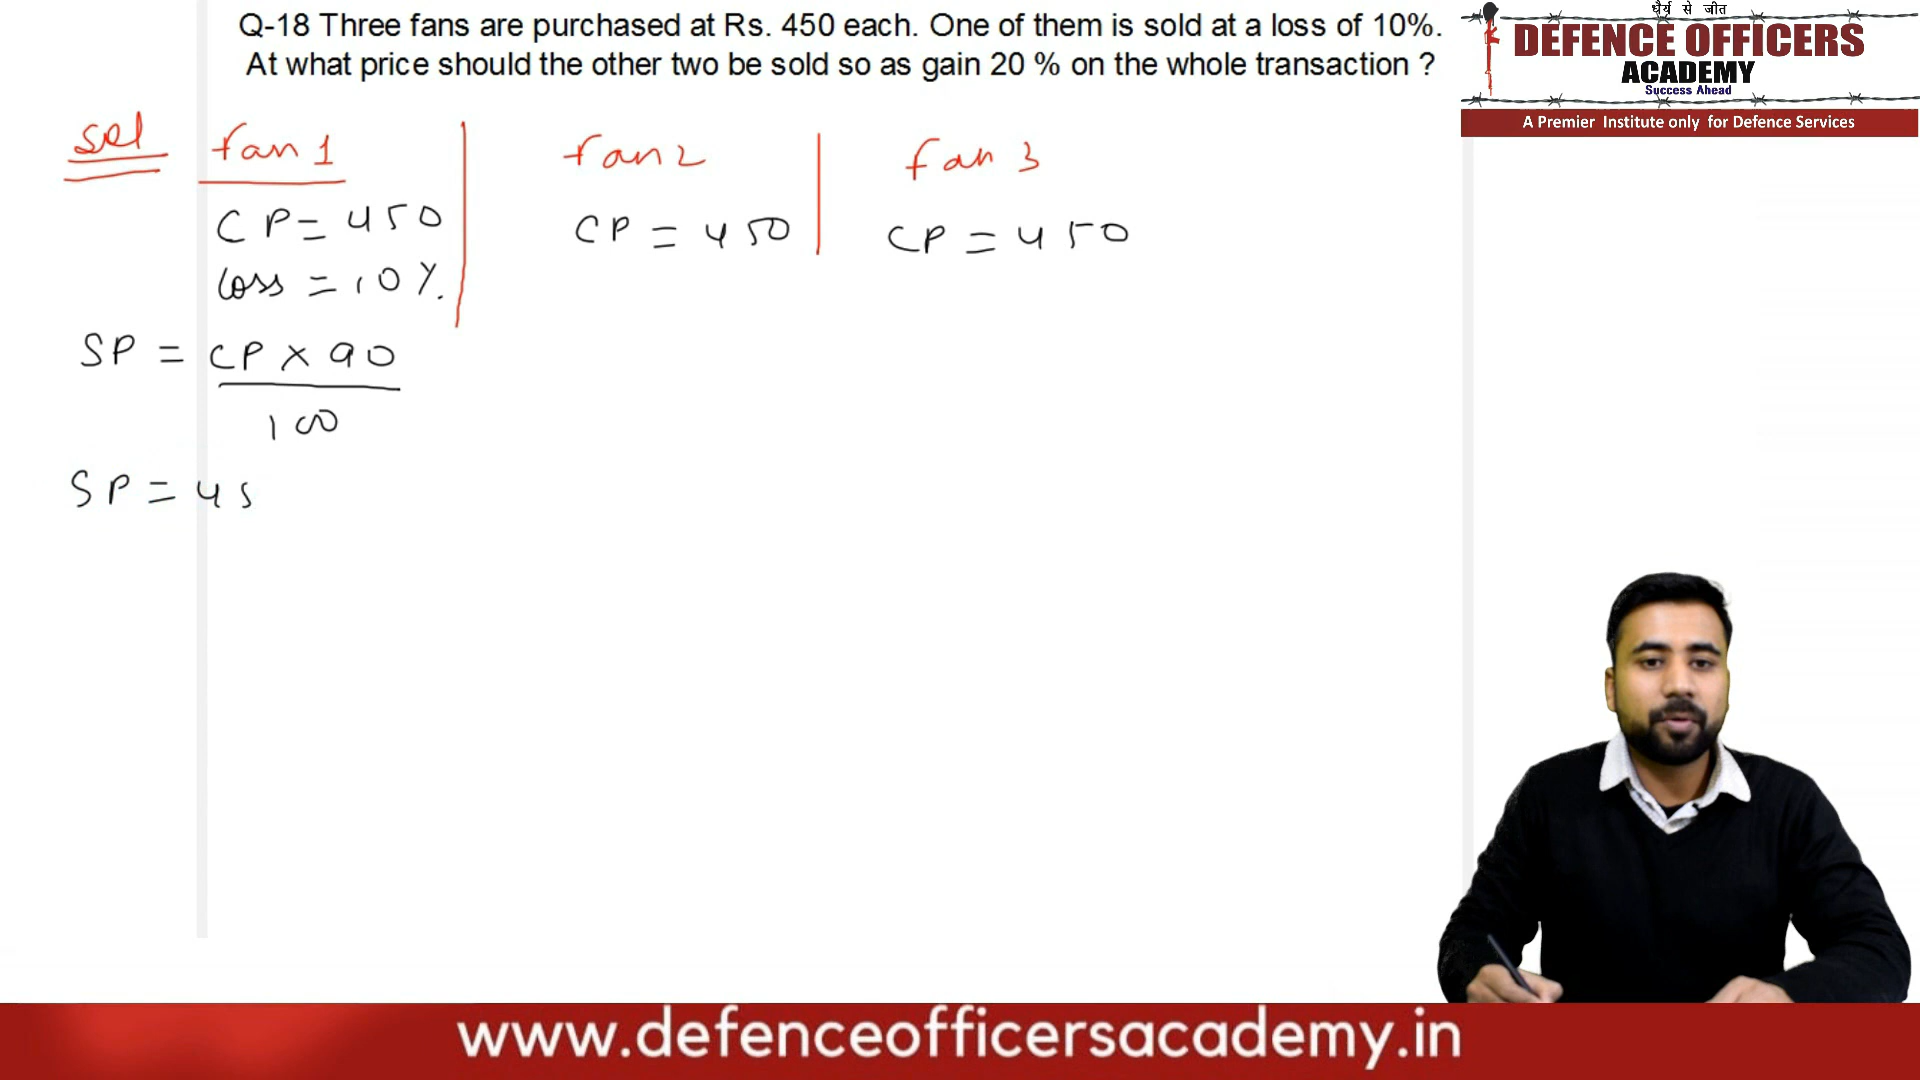 Q-18 Three fans are purchased at Rs. 450 each. One of them is sold at a loss of 10%.
At what price should the other two be sold so as gain 20 % on the whole transaction ?
धैर्य से जीत
DEFENCE OFFICERS
ACADEMY
Success Ahead
A Premier Institute only for Defence Services
sol fan 1 fan 2 fan 3
CP = 450 CP = 450 CP = 450
loss = 10%.
SP = CP × 90
100
SP = 45
www.defenceofficersacademy.in